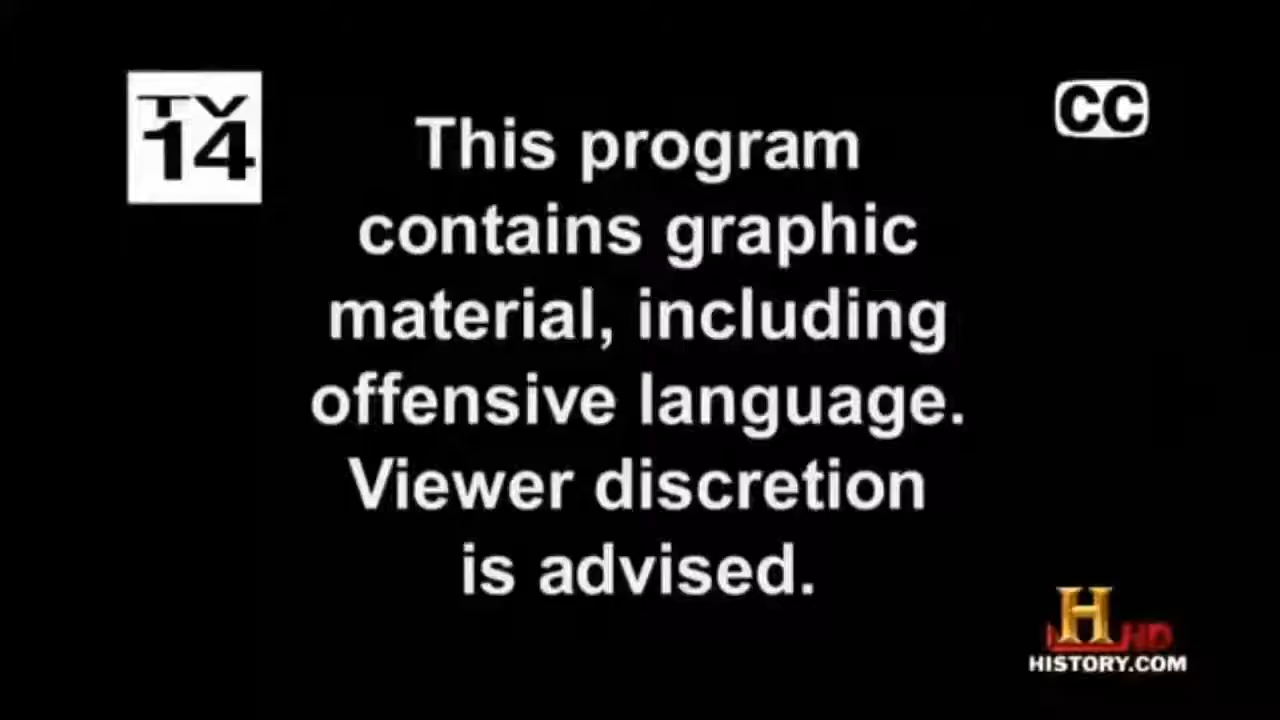 TV
14
CC
This program
contains graphic
material, including
offensive language.
Viewer discretion
is advised.
H
HD
HISTORY.COM